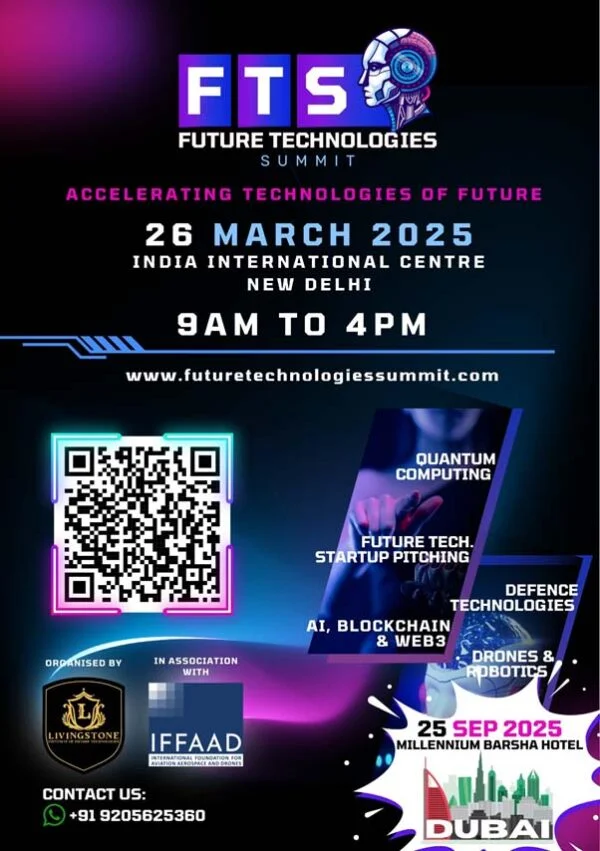 FTS
FUTURE TECHNOLOGIES
SUMMIT
ACCELERATING TECHNOLOGIES OF FUTURE
26 MARCH 2025
INDIA INTERNATIONAL CENTRE
NEW DELHI
9AM TO 4PM
www.futuretechnologiessummit.com
QUANTUM
COMPUTING
FUTURE TECH.
STARTUP PITCHING
AI, BLOCKCHAIN
& WEB3
DEFENCE
TECHNOLOGIES
DRONES &
ROBOTICS
ORGANISED BY
L
LIVINGSTONE
IN ASSOCIATION
WITH
IFFAAD
INTERNATIONAL FOUNDATION FOR
AVIATION AEROSPACE AND DRONES
CONTACT US:
+91 9205625360
25 SEP 2025
MILLENNIUM BARSHA HOTEL
DUBAI